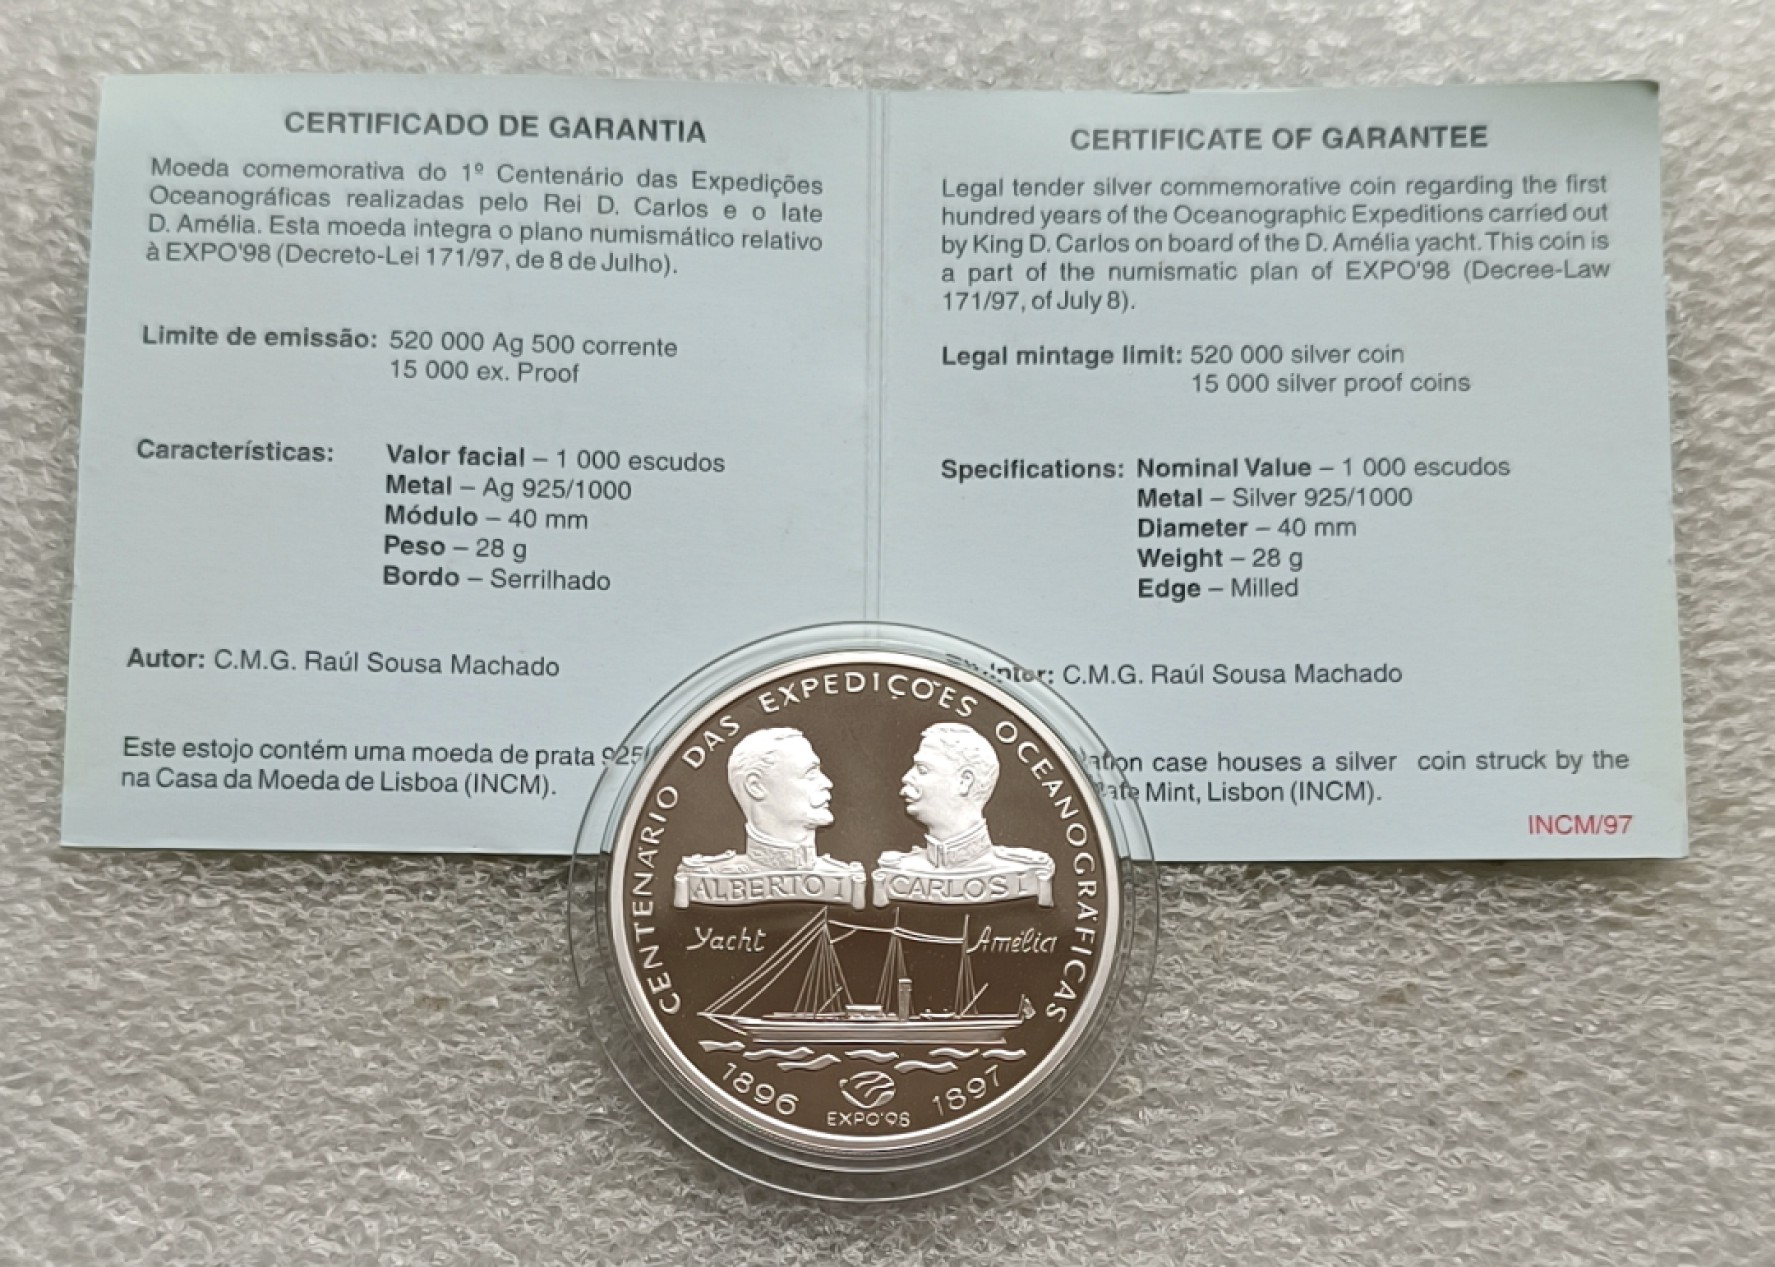 CERTIFICADO DE GARANTIA
Moeda comemorativa do 1º Centenário das Expedições
Oceanográficas realizadas pelo Rei D. Carlos e o Iate
D. Amélia. Esta moeda integra o plano numismático relativo
à EXPO'98 (Decreto-Lei 171/97, de 8 de Julho).
Limite de emissão: 520 000 Ag 500 corrente
15 000 ex. Proof
Características: Valor facial – 1 000 escudos
Metal – Ag 925/1000
Módulo – 40 mm
Peso – 28 g
Bordo – Serrilhado
Autor: C.M.G. Raúl Sousa Machado
Este estojo contém uma moeda de prata 925/
na Casa da Moeda de Lisboa (INCM).
CERTIFICATE OF GARANTEE
Legal tender silver commemorative coin regarding the first
hundred years of the Oceanographic Expeditions carried out
by King D. Carlos on board of the D. Amélia yacht. This coin is
a part of the numismatic plan of EXPO'98 (Decree-Law
171/97, of July 8).
Legal mintage limit: 520 000 silver coin
15 000 silver proof coins
Specifications: Nominal Value – 1 000 escudos
Metal – Silver 925/1000
Diameter – 40 mm
Weight – 28 g
Edge – Milled
C.M.G. Raúl Sousa Machado
case houses a silver coin struck by the
Mint, Lisbon (INCM).
INCM/97
CENTENÁRIO DAS EXPEDIÇÕES OCEANOGRÁFICAS
ALBERTO I CARLOS I
Yacht Amélia
1896 1897
EXPO'98